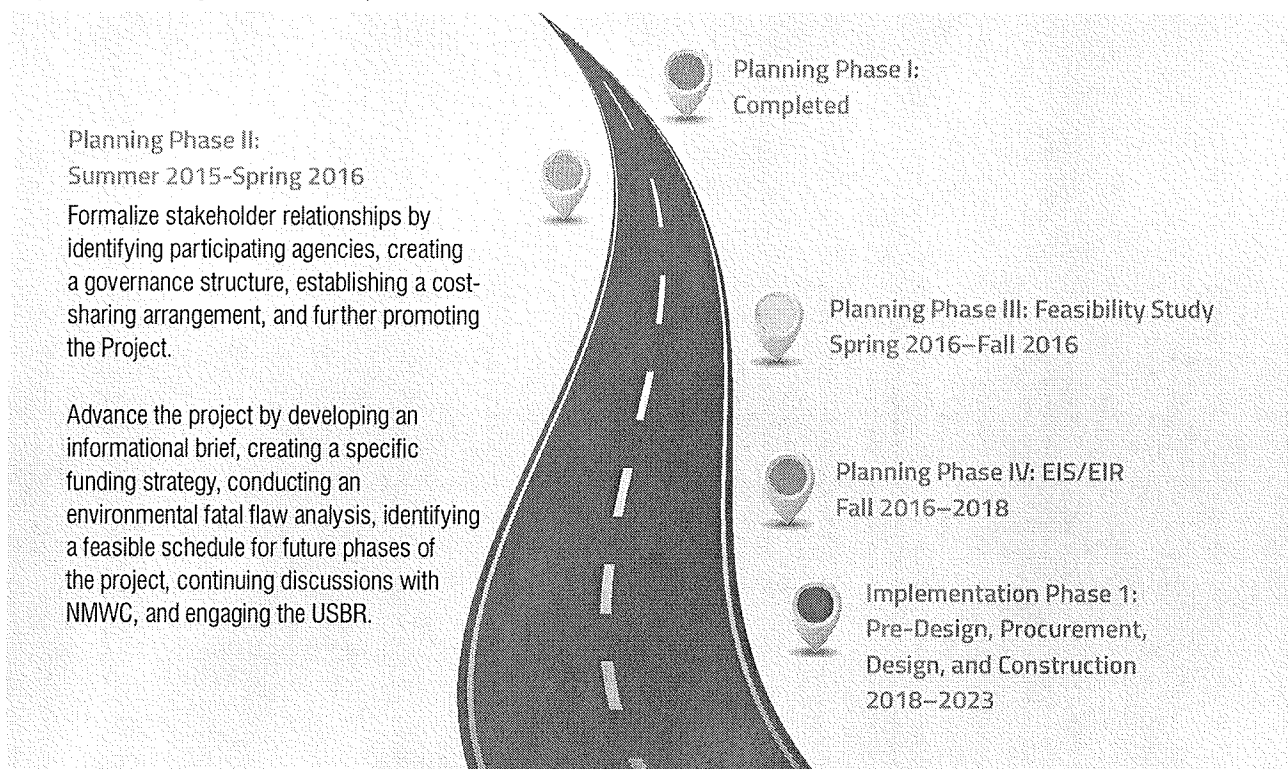 Planning Phase I:
Completed
Planning Phase II:
Summer 2015-Spring 2016
Formalize stakeholder relationships by
identifying participating agencies, creating
a governance structure, establishing a cost-
sharing arrangement, and further promoting
the Project.
Advance the project by developing an
informational brief, creating a specific
funding strategy, conducting an
environmental fatal flaw analysis, identifying
a feasible schedule for future phases of
the project, continuing discussions with
NMWC, and engaging the USBR.
Planning Phase III: Feasibility Study
Spring 2016–Fall 2016
Planning Phase IV: EIS/EIR
Fall 2016–2018
Implementation Phase 1:
Pre-Design, Procurement,
Design, and Construction
2018–2023